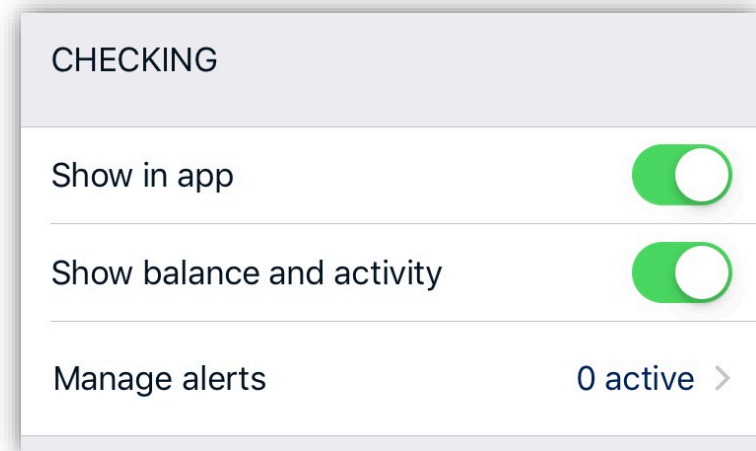 CHECKING
Show in app
Show balance and activity
Manage alerts 0 active